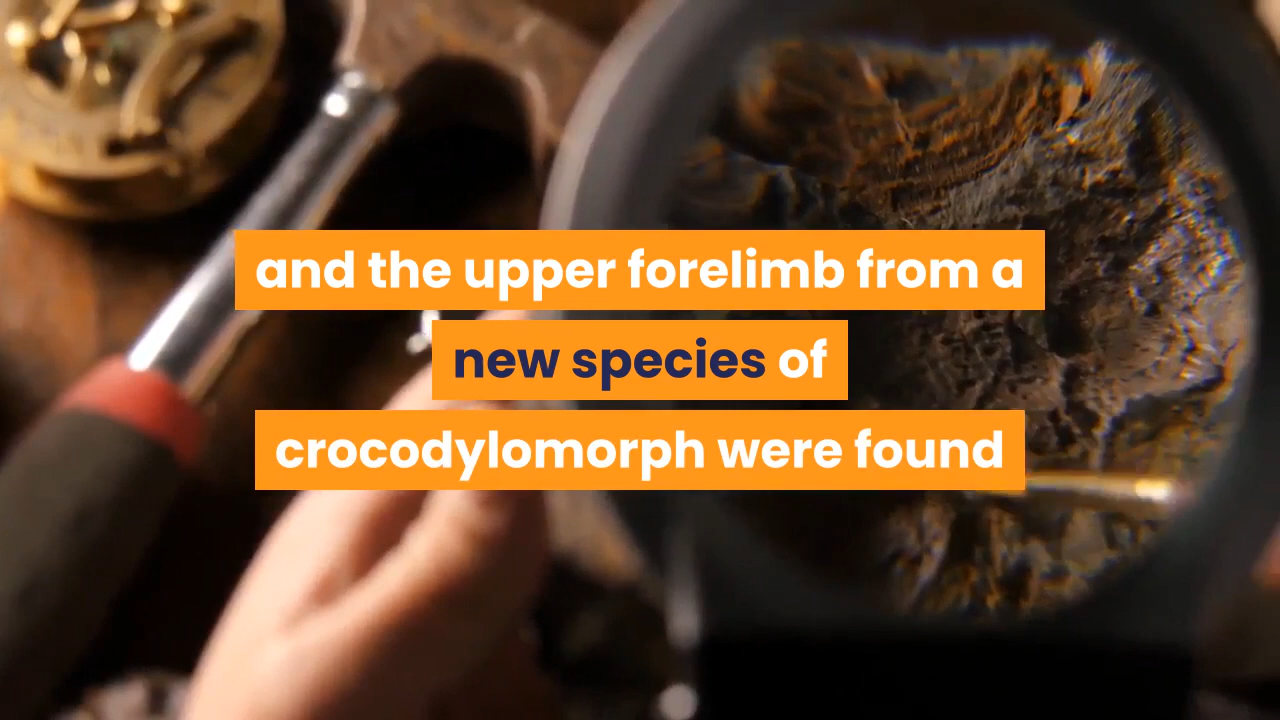 and the upper forelimb from a
new species of
crocodylomorph were found